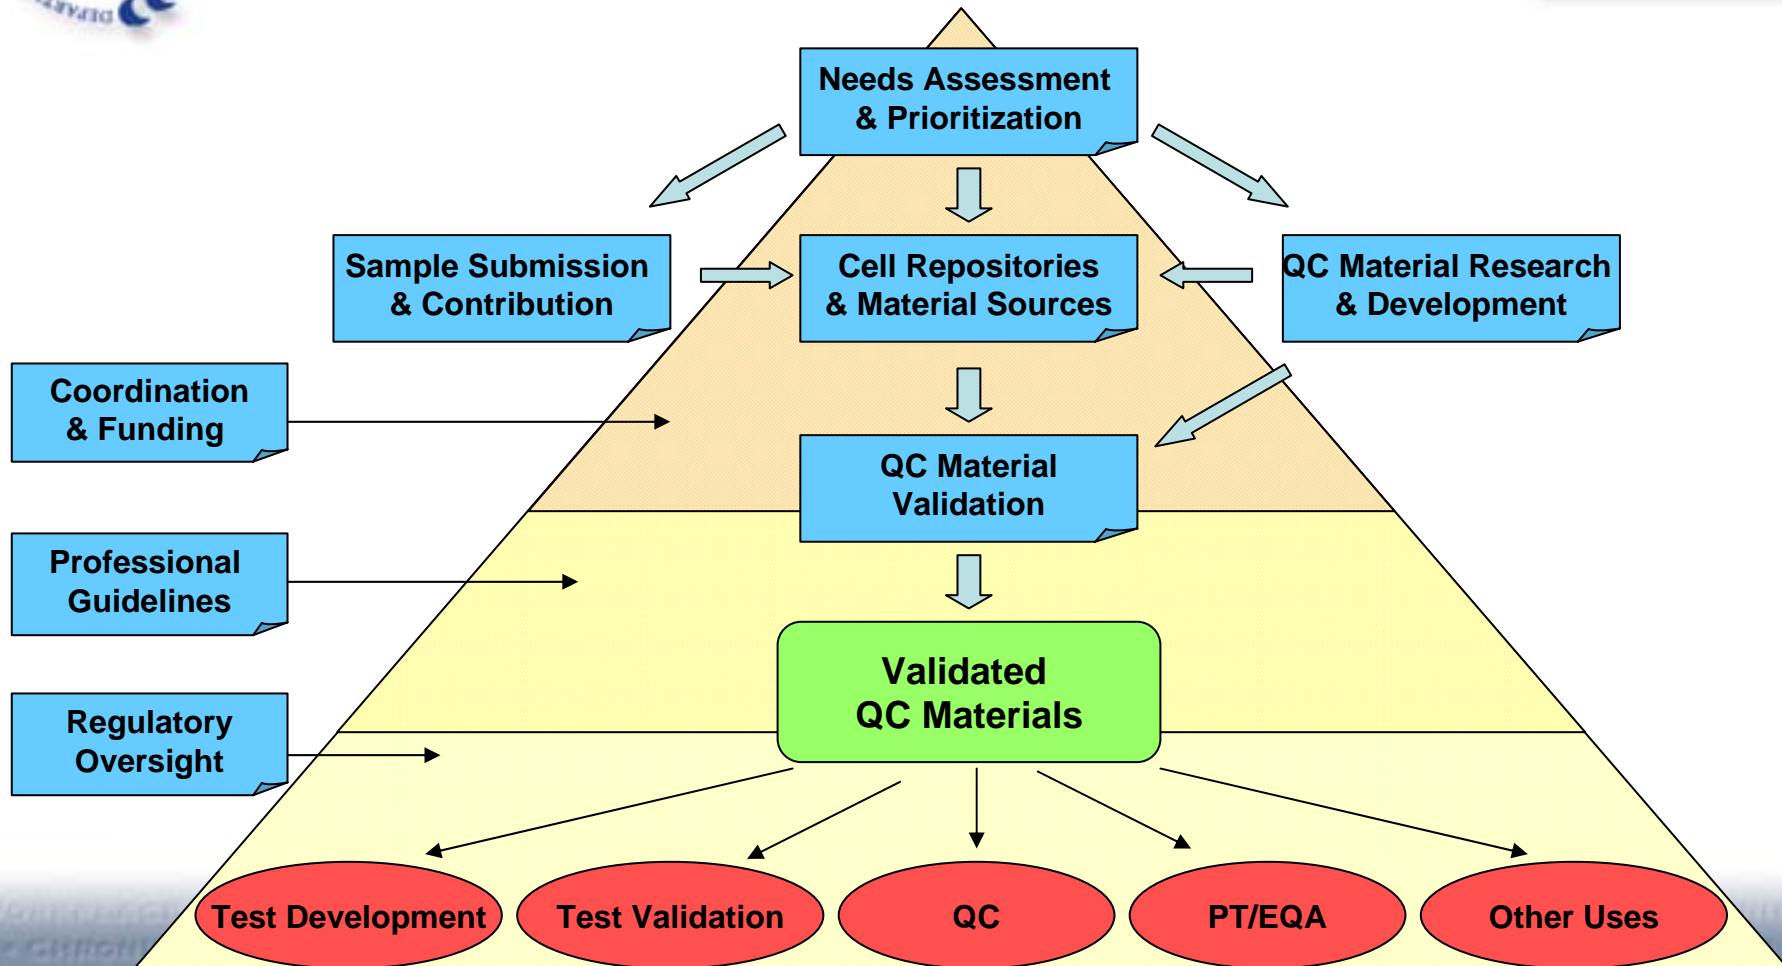 Needs Assessment
& Prioritization
Sample Submission
& Contribution
Cell Repositories
& Material Sources
QC Material Research
& Development
Coordination
& Funding
QC Material
Validation
Professional
Guidelines
Validated
QC Materials
Regulatory
Oversight
Test Development
Test Validation
QC
PT/EQA
Other Uses